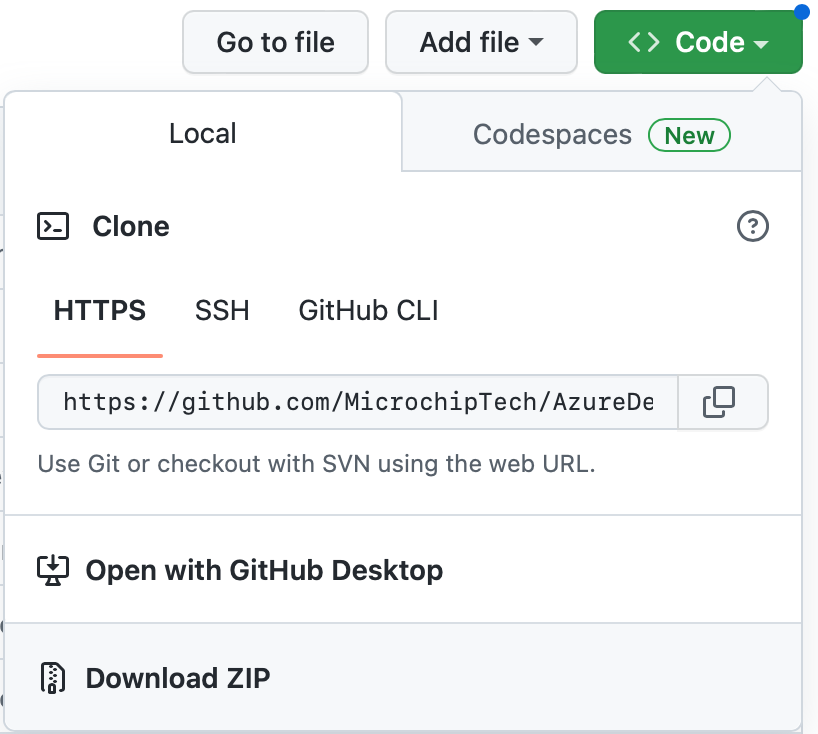 Go to file
Add file
Code
Local
Codespaces New
Clone
HTTPS SSH GitHub CLI
https://github.com/MicrochipTech/AzureDe
Use Git or checkout with SVN using the web URL.
Open with GitHub Desktop
Download ZIP